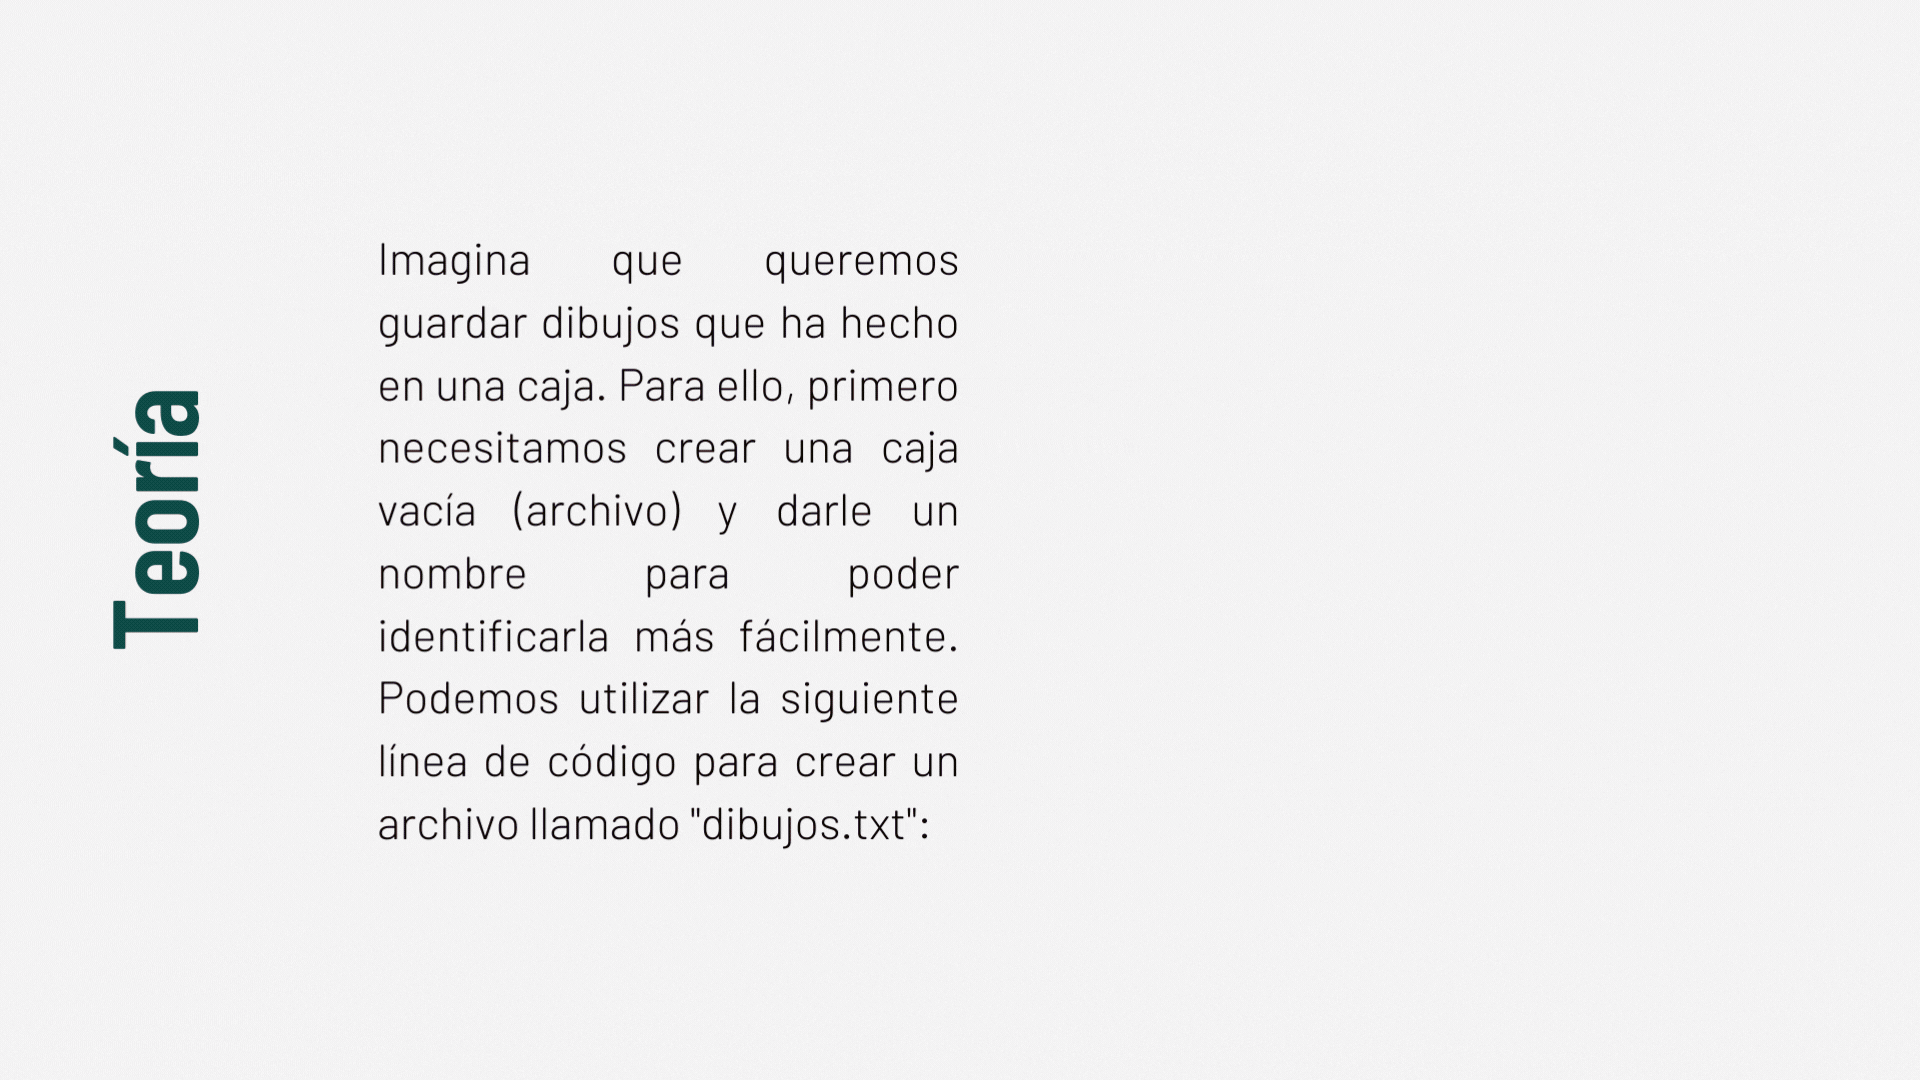 Teoría
Imagina que queremos
guardar dibujos que ha hecho
en una caja. Para ello, primero
necesitamos crear una caja
vacía (archivo) y darle un
nombre para poder
identificarla más fácilmente.
Podemos utilizar la siguiente
línea de código para crear un
archivo llamado "dibujos.txt":